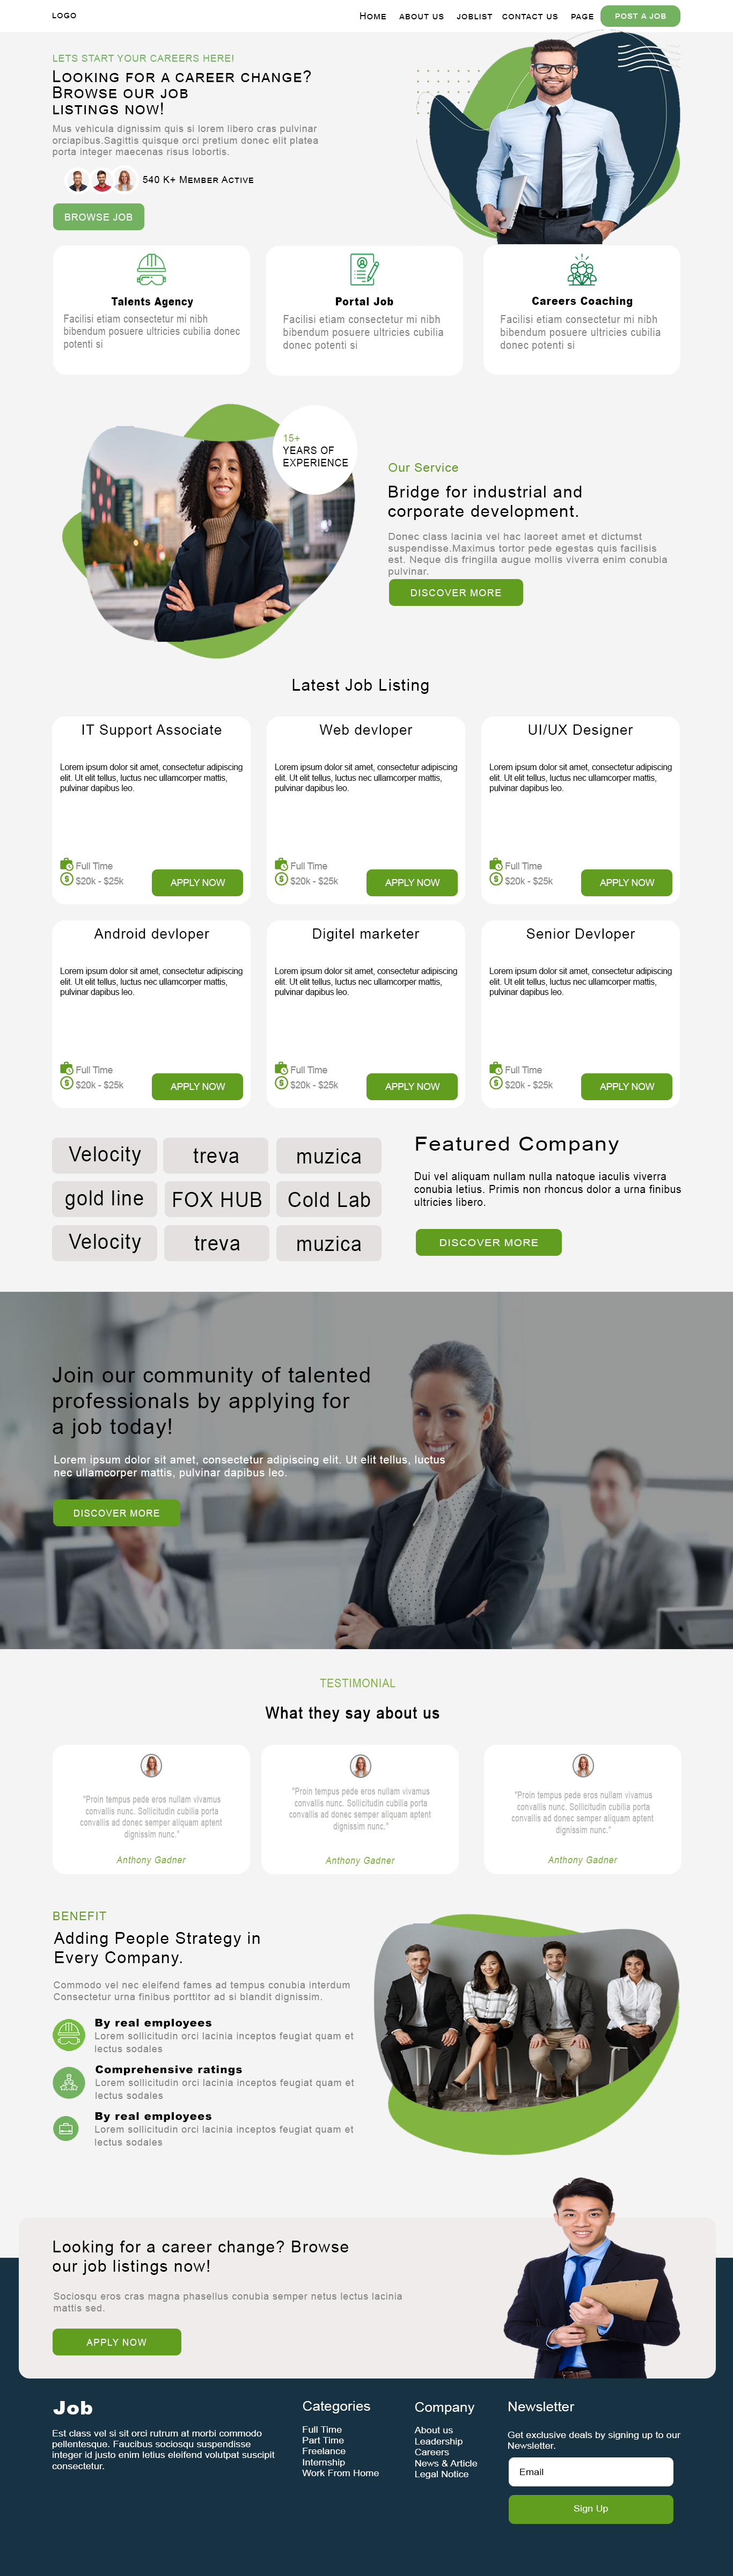 LOGO
Home about us joblist contact us page POST A JOB
LETS START YOUR CAREERS HERE!
Looking for a career change?
Browse our job
listings now!
Mus vehicula dignissim quis si lorem libero cras pulvinar
orciapibus.Sagittis quisque orci pretium donec elit platea
porta integer maecenas risus lobortis.
540 K+ Member Active
BROWSE JOB
Talents Agency
Facilisi etiam consectetur mi nibh
bibendum posuere ultricies cubilia donec
potenti si
Portal Job
Facilisi etiam consectetur mi nibh
bibendum posuere ultricies cubilia
donec potenti si
Careers Coaching
Facilisi etiam consectetur mi nibh
bibendum posuere ultricies cubilia
donec potenti si
15+
YEARS OF
EXPERIENCE
Our Service
Bridge for industrial and
corporate development.
Donec class lacinia vel hac laoreet amet et dictumst
suspendisse.Maximus tortor pede egestas quis facilisis
est. Neque dis fringilla augue mollis viverra enim conubia
pulvinar.
DISCOVER MORE
Latest Job Listing
IT Support Associate
Lorem ipsum dolor sit amet, consectetur adipiscing
elit. Ut elit tellus, luctus nec ullamcorper mattis,
pulvinar dapibus leo.
Full Time
$20k - $25k
APPLY NOW
Web devloper
Lorem ipsum dolor sit amet, consectetur adipiscing
elit. Ut elit tellus, luctus nec ullamcorper mattis,
pulvinar dapibus leo.
Full Time
$20k - $25k
APPLY NOW
UI/UX Designer
Lorem ipsum dolor sit amet, consectetur adipiscing
elit. Ut elit tellus, luctus nec ullamcorper mattis,
pulvinar dapibus leo.
Full Time
$20k - $25k
APPLY NOW
Android devloper
Lorem ipsum dolor sit amet, consectetur adipiscing
elit. Ut elit tellus, luctus nec ullamcorper mattis,
pulvinar dapibus leo.
Full Time
$20k - $25k
APPLY NOW
Digitel marketer
Lorem ipsum dolor sit amet, consectetur adipiscing
elit. Ut elit tellus, luctus nec ullamcorper mattis,
pulvinar dapibus leo.
Full Time
$20k - $25k
APPLY NOW
Senior Devloper
Lorem ipsum dolor sit amet, consectetur adipiscing
elit. Ut elit tellus, luctus nec ullamcorper mattis,
pulvinar dapibus leo.
Full Time
$20k - $25k
APPLY NOW
Velocity treva muzica
gold line FOX HUB Cold Lab
Velocity treva muzica
Featured Company
Dui vel aliquam nullam nulla natoque iaculis viverra
conubia letius. Primis non rhoncus dolor a urna finibus
ultricies libero.
DISCOVER MORE
Join our community of talented
professionals by applying for
a job today!
Lorem ipsum dolor sit amet, consectetur adipiscing elit. Ut elit tellus, luctus
nec ullamcorper mattis, pulvinar dapibus leo.
DISCOVER MORE
TESTIMONIAL
What they say about us
"Proin tempus pede eros nullam vivamus
convallis nunc. Sollicitudin cubilia porta
convallis ad donec semper aliquam aptent
dignissim nunc."
Anthony Gadner
"Proin tempus pede eros nullam vivamus
convallis nunc. Sollicitudin cubilia porta
convallis ad donec semper aliquam aptent
dignissim nunc."
Anthony Gadner
"Proin tempus pede eros nullam vivamus
convallis nunc. Sollicitudin cubilia porta
convallis ad donec semper aliquam aptent
dignissim nunc."
Anthony Gadner
BENEFIT
Adding People Strategy in
Every Company.
Commodo vel nec eleifend fames ad tempus conubia interdum
Consectetur urna finibus porttitor ad si blandit dignissim.
By real employees
Lorem sollicitudin orci lacinia inceptos feugiat quam et
lectus sodales
Comprehensive ratings
Lorem sollicitudin orci lacinia inceptos feugiat quam et
lectus sodales
By real employees
Lorem sollicitudin orci lacinia inceptos feugiat quam et
lectus sodales
Looking for a career change? Browse
our job listings now!
Sociosqu eros cras magna phasellus conubia semper netus lectus lacinia
mattis sed.
APPLY NOW
Job
Est class vel si sit orci rutrum at morbi commodo
pellentesque. Faucibus sociosqu suspendisse
integer id justo enim letius eleifend volutpat suscipit
consectetur.
Categories
Full Time
Part Time
Freelance
Internship
Work From Home
Company
About us
Leadership
Careers
News & Article
Legal Notice
Newsletter
Get exclusive deals by signing up to our
Newsletter.
Email
Sign Up